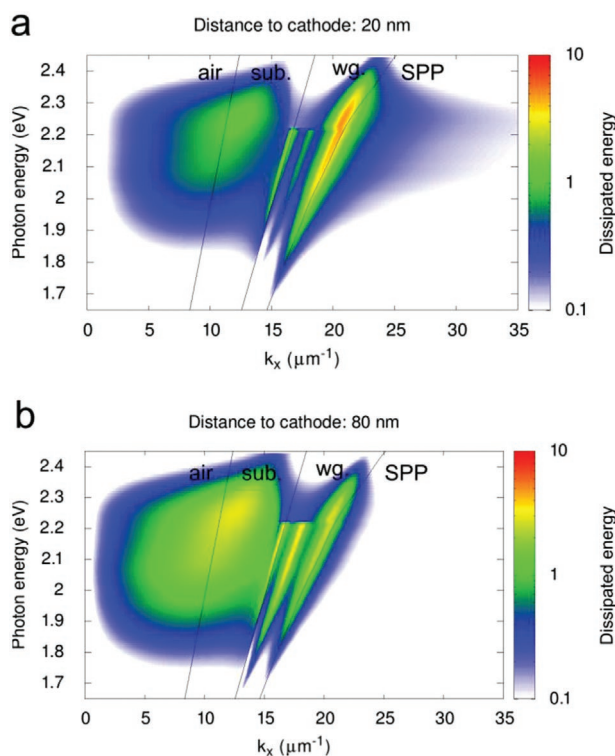 a
Distance to cathode: 20 nm
air sub. wg. SPP
Photon energy (eV)
2.4
2.3
2.2
2.1
2
1.9
1.8
1.7
0 5 10 15 20 25 30 35
kₓ (μm⁻¹)
10
1
0.1
Dissipated energy
b
Distance to cathode: 80 nm
air sub. wg. SPP
Photon energy (eV)
2.4
2.3
2.2
2.1
2
1.9
1.8
1.7
0 5 10 15 20 25 30 35
kₓ (μm⁻¹)
10
1
0.1
Dissipated energy